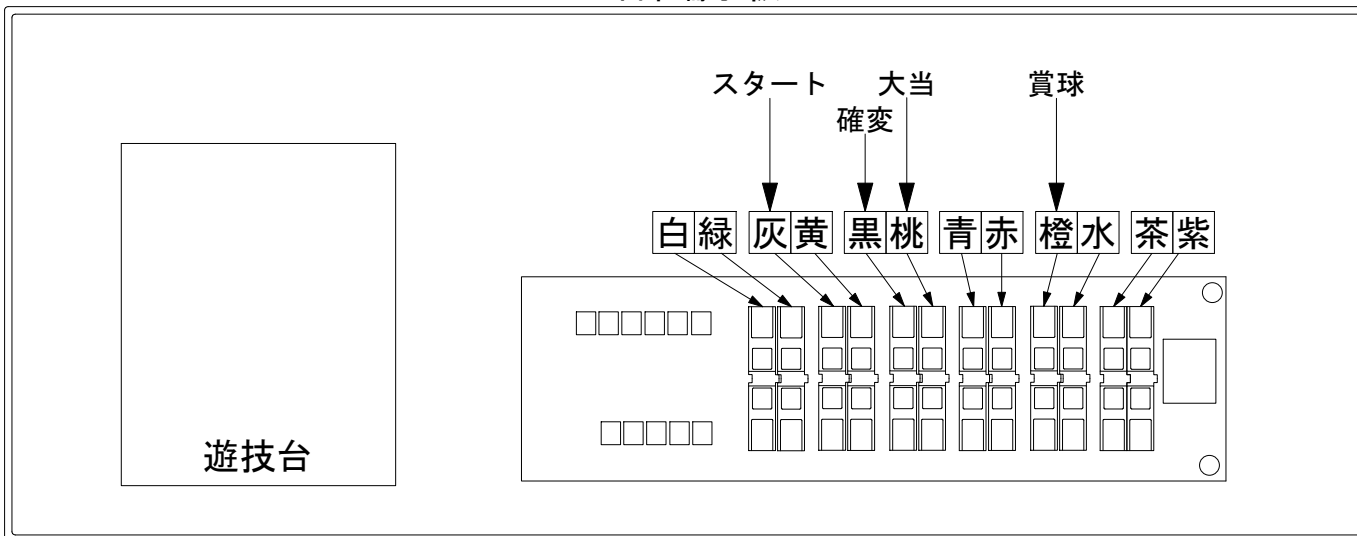 スタート
大当
賞球
確変
白緑
灰黄
黒桃
青赤
橙水
茶紫
遊技台